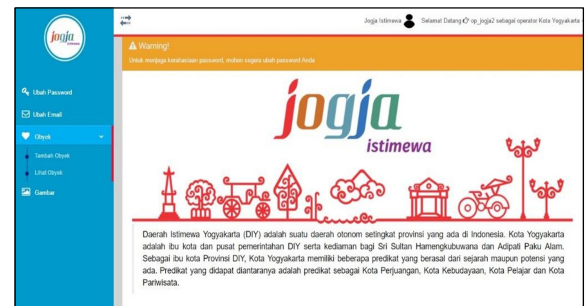 jogja
istimewa
Jogja Istimewa Selamat Datang op_jogja2 sebagai operator Kota Yogyakarta
Warning!
Untuk menjaga kerahasiaan password, mohon segera ubah password Anda
Ubah Password
Ubah Email
Obyek
Tambah Obyek
Lihat Obyek
Gambar
jogja
istimewa
Daerah Istimewa Yogyakarta (DIY) adalah suatu daerah otonom setingkat provinsi yang ada di Indonesia. Kota Yogyakarta
adalah ibu kota dan pusat pemerintahan DIY serta kediaman bagi Sri Sultan Hamengkubuwana dan Adipati Paku Alam.
Sebagai ibu kota Provinsi DIY, Kota Yogyakarta memiliki beberapa predikat yang berasal dari sejarah maupun potensi yang
ada. Predikat yang didapat diantaranya adalah predikat sebagai Kota Perjuangan, Kota Kebudayaan, Kota Pelajar dan Kota
Pariwisata.